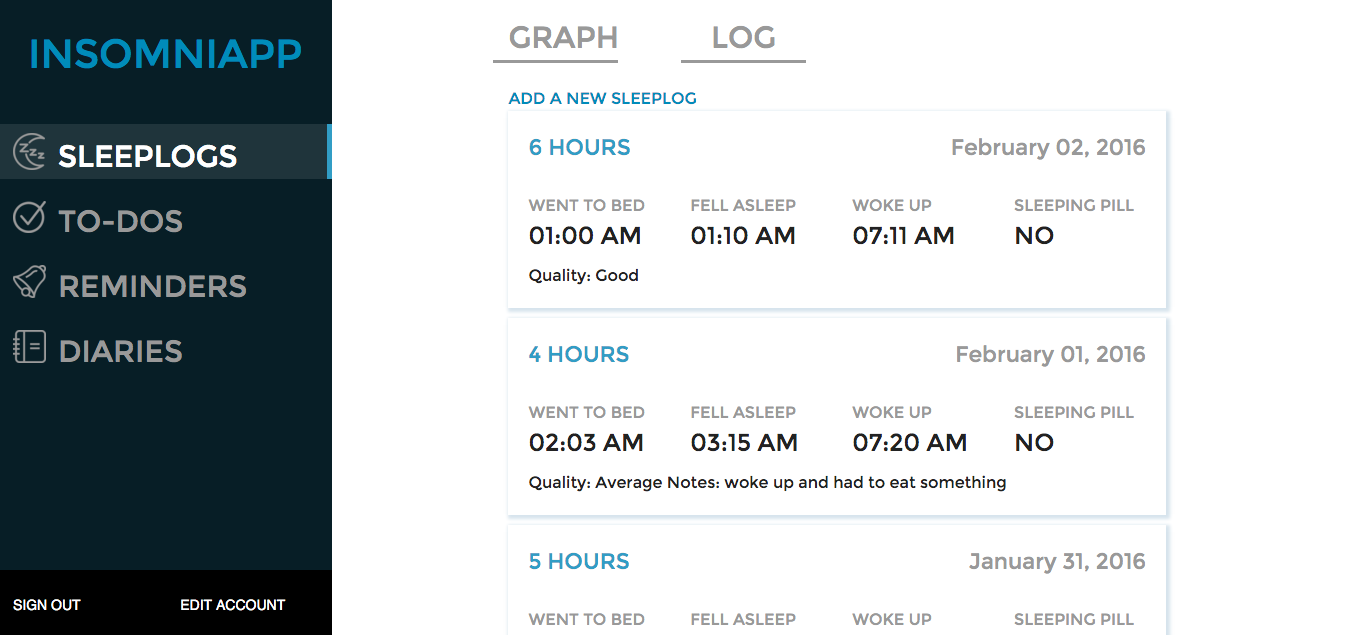 INSOMNIAPP
SLEEPLOGS
TO-DOS
REMINDERS
DIARIES
SIGN OUT EDIT ACCOUNT
GRAPH LOG
ADD A NEW SLEEPLOG
6 HOURS February 02, 2016
WENT TO BED FELL ASLEEP WOKE UP SLEEPING PILL
01:00 AM 01:10 AM 07:11 AM NO
Quality: Good
4 HOURS February 01, 2016
WENT TO BED FELL ASLEEP WOKE UP SLEEPING PILL
02:03 AM 03:15 AM 07:20 AM NO
Quality: Average Notes: woke up and had to eat something
5 HOURS January 31, 2016
WENT TO BED FELL ASLEEP WOKE UP SLEEPING PILL